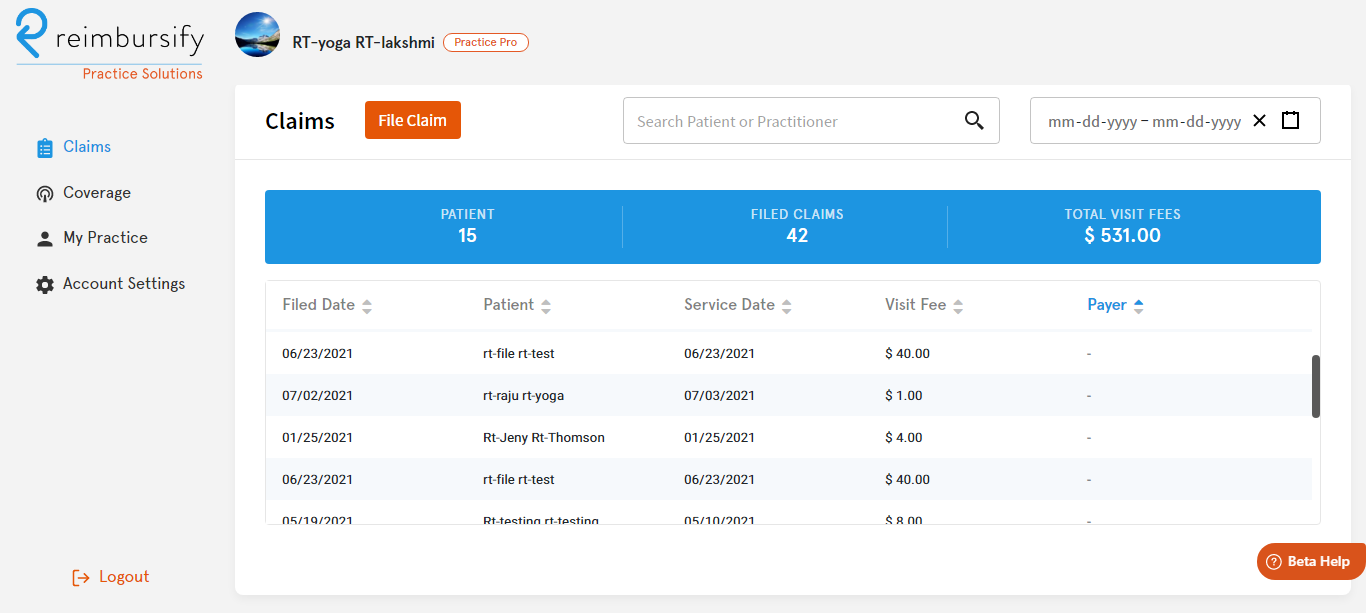 reimbursify
Practice Solutions
RT-yoga RT-lakshmi Practice Pro
Claims
Coverage
My Practice
Account Settings
Logout
Claims File Claim Search Patient or Practitioner mm-dd-yyyy – mm-dd-yyyy
PATIENT FILED CLAIMS TOTAL VISIT FEES
15 42 $ 531.00
Filed Date Patient Service Date Visit Fee Payer
06/23/2021 rt-file rt-test 06/23/2021 $ 40.00 -
07/02/2021 rt-raju rt-yoga 07/03/2021 $ 1.00 -
01/25/2021 Rt-Jeny Rt-Thomson 01/25/2021 $ 4.00 -
06/23/2021 rt-file rt-test 06/23/2021 $ 40.00 -
05/19/2021 Rt-testing rt-testing 05/10/2021 $ 8.00 -
Beta Help